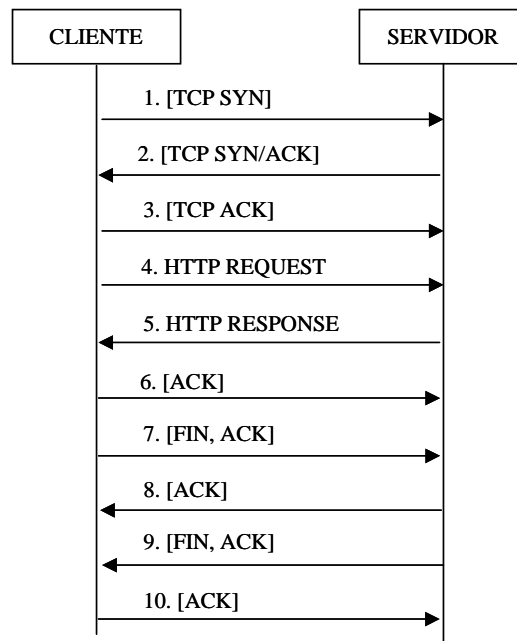 CLIENTE
SERVIDOR
1. [TCP SYN]
2. [TCP SYN/ACK]
3. [TCP ACK]
4. HTTP REQUEST
5. HTTP RESPONSE
6. [ACK]
7. [FIN, ACK]
8. [ACK]
9. [FIN, ACK]
10. [ACK]